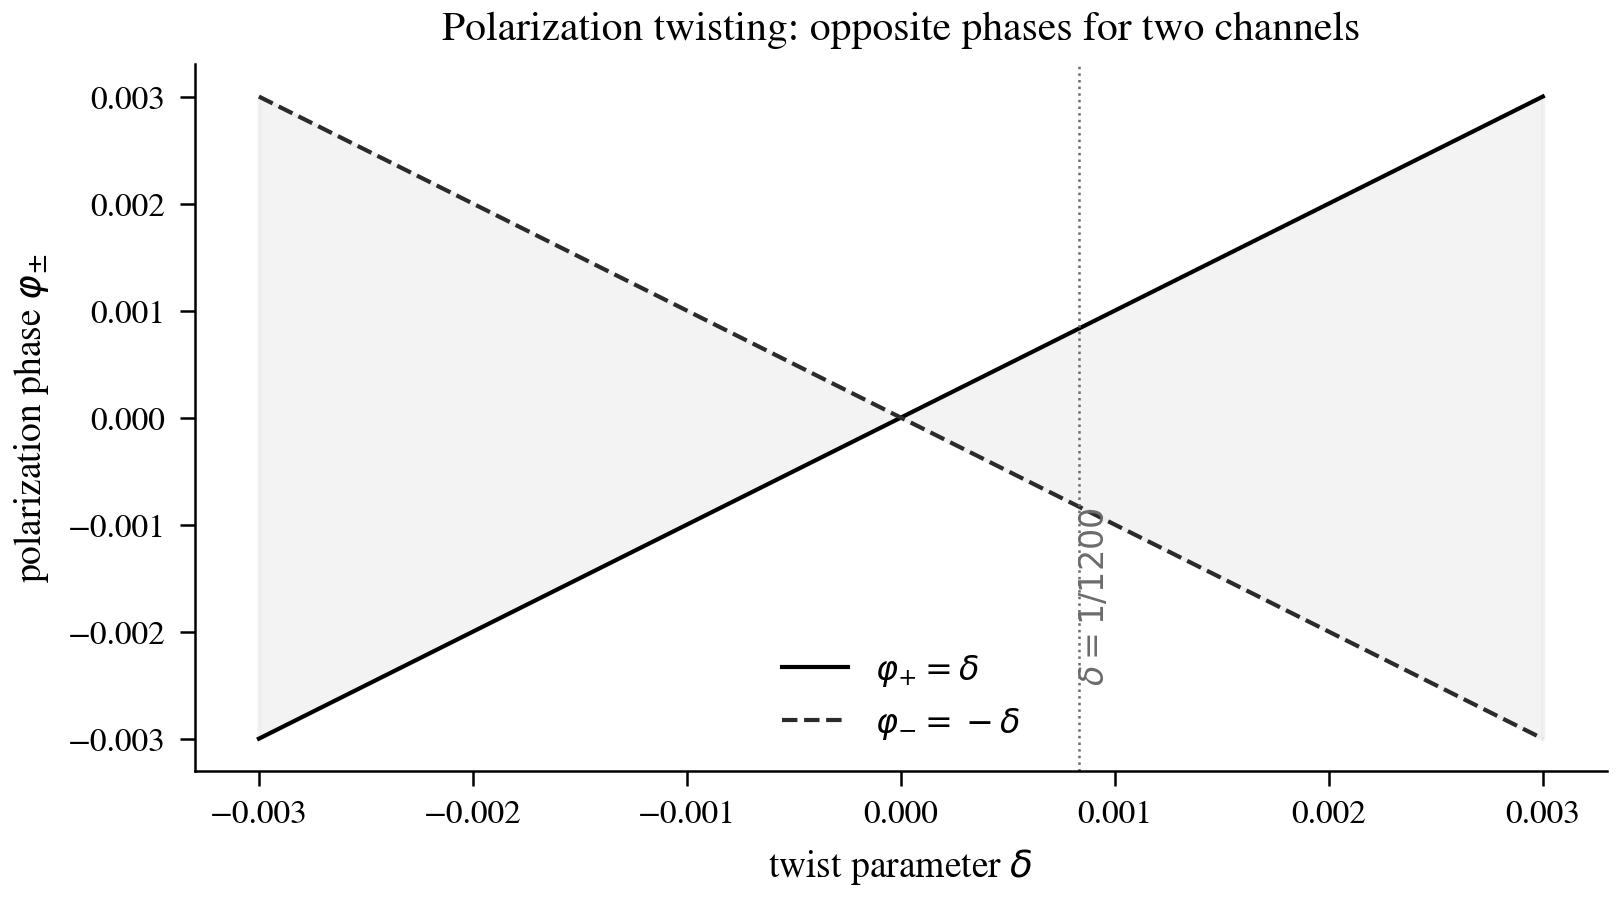 Polarization twisting: opposite phases for two channels
polarization phase φ±
0.003
0.002
0.001
0.000
−0.001
−0.002
−0.003
δ = 1/1200
φ₊ = δ
φ₋ = − δ
−0.003 −0.002 −0.001 0.000 0.001 0.002 0.003
twist parameter δ